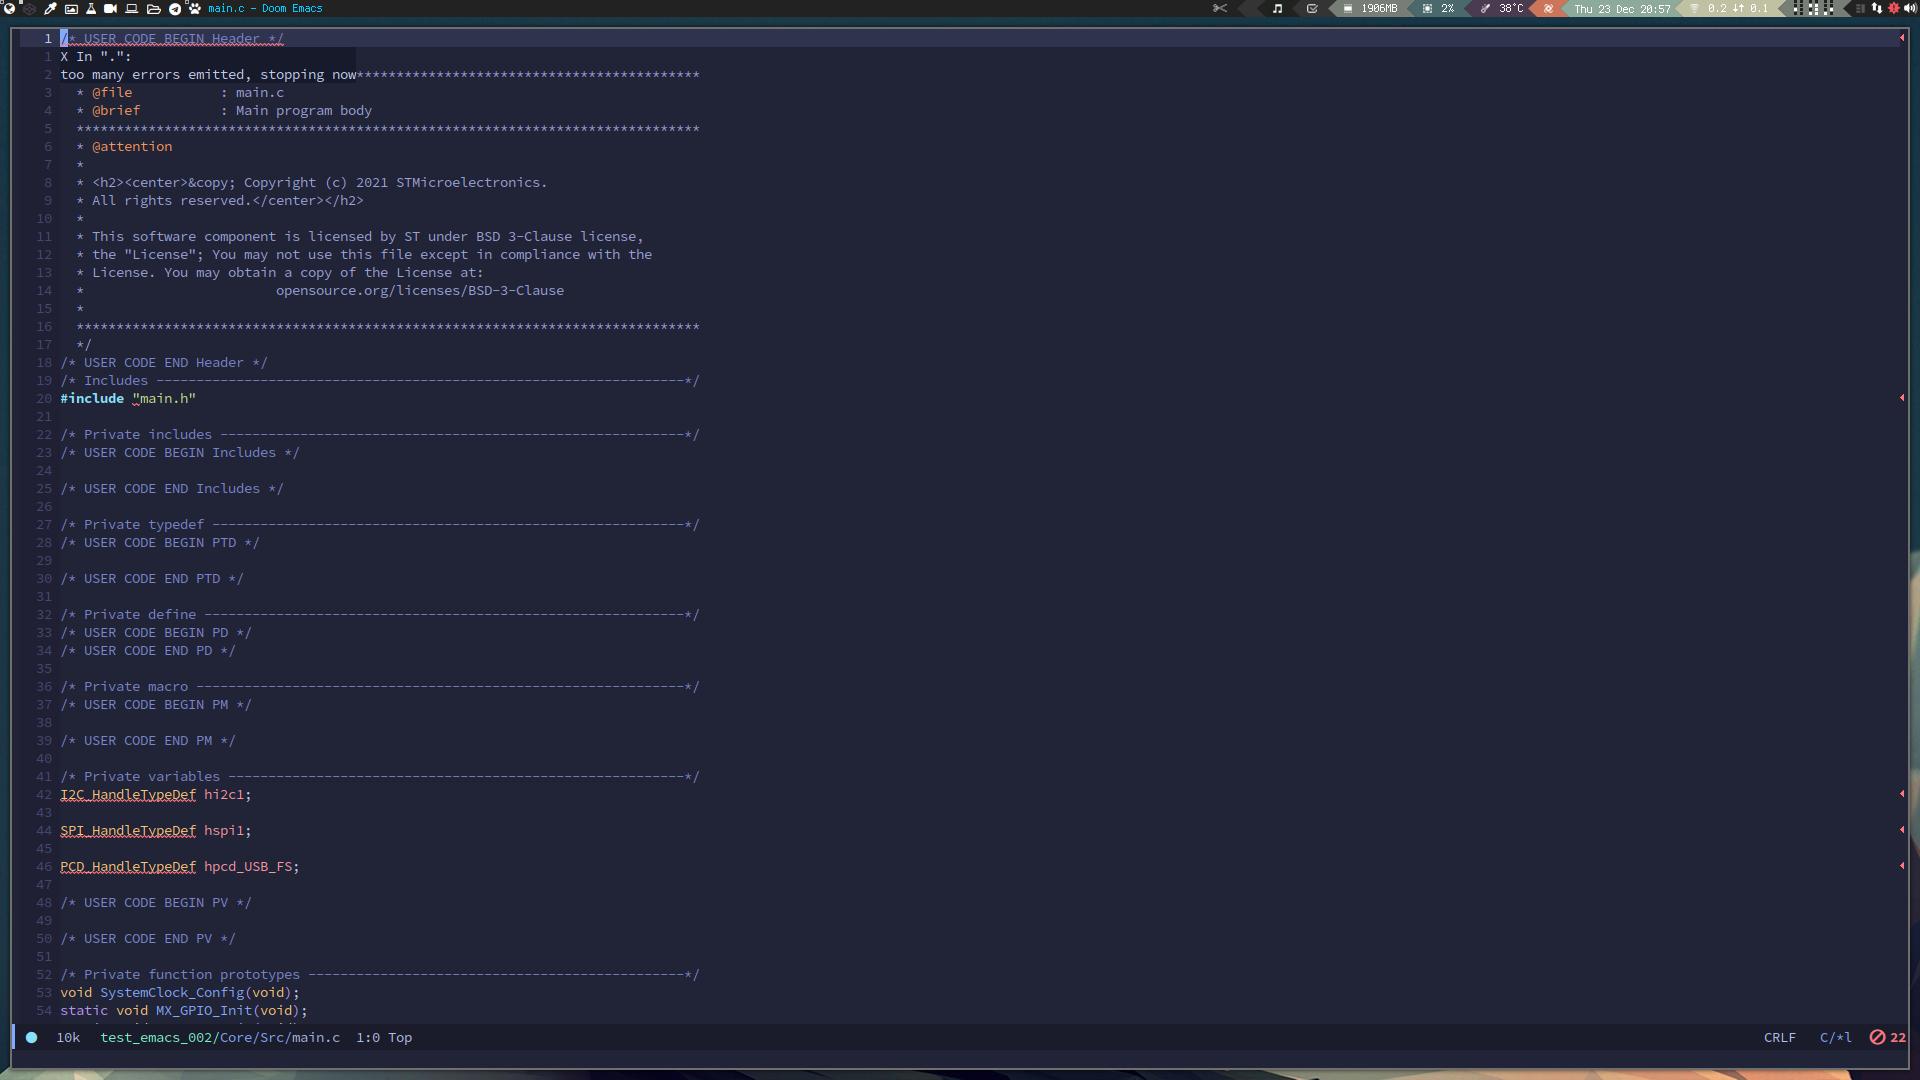 main.c – Doom Emacs
1906MB 2% 38°C Thu 23 Dec 20:57 0.2 ↓↑ 0.1
1 /* USER CODE BEGIN Header */
1 X In ".":
2 too many errors emitted, stopping now*******************************************
3   * @file           : main.c
4   * @brief          : Main program body
5   ******************************************************************************
6   * @attention
7   *
8   * <h2><center>&copy; Copyright (c) 2021 STMicroelectronics.
9   * All rights reserved.</center></h2>
10   *
11   * This software component is licensed by ST under BSD 3-Clause license,
12   * the "License"; You may not use this file except in compliance with the
13   * License. You may obtain a copy of the License at:
14   *                        opensource.org/licenses/BSD-3-Clause
15   *
16   ******************************************************************************
17   */
18 /* USER CODE END Header */
19 /* Includes ------------------------------------------------------------------*/
20 #include "main.h"
21
22 /* Private includes ----------------------------------------------------------*/
23 /* USER CODE BEGIN Includes */
24
25 /* USER CODE END Includes */
26
27 /* Private typedef -----------------------------------------------------------*/
28 /* USER CODE BEGIN PTD */
29
30 /* USER CODE END PTD */
31
32 /* Private define ------------------------------------------------------------*/
33 /* USER CODE BEGIN PD */
34 /* USER CODE END PD */
35
36 /* Private macro -------------------------------------------------------------*/
37 /* USER CODE BEGIN PM */
38
39 /* USER CODE END PM */
40
41 /* Private variables ---------------------------------------------------------*/
42 I2C_HandleTypeDef hi2c1;
43
44 SPI_HandleTypeDef hspi1;
45
46 PCD_HandleTypeDef hpcd_USB_FS;
47
48 /* USER CODE BEGIN PV */
49
50 /* USER CODE END PV */
51
52 /* Private function prototypes -----------------------------------------------*/
53 void SystemClock_Config(void);
54 static void MX_GPIO_Init(void);
10k test_emacs_002/Core/Src/main.c 1:0 Top CRLF C/*l 22